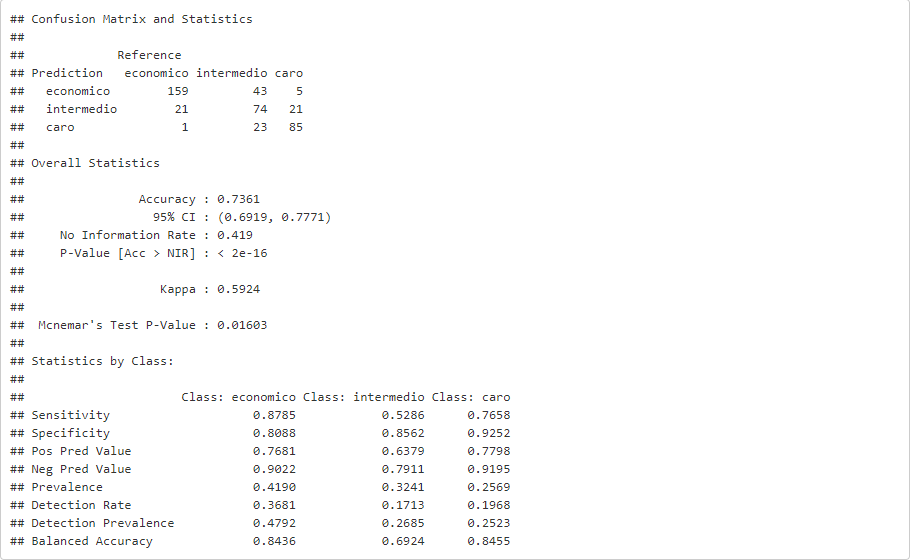 ## Confusion Matrix and Statistics
##
##             Reference
## Prediction   economico intermedio caro
##   economico        159         43    5
##   intermedio        21         74   21
##   caro               1         23   85
##
## Overall Statistics
##
##                Accuracy : 0.7361
##                  95% CI : (0.6919, 0.7771)
##     No Information Rate : 0.419
##     P-Value [Acc > NIR] : < 2e-16
##
##                   Kappa : 0.5924
##
##  Mcnemar's Test P-Value : 0.01603
##
## Statistics by Class:
##
##                      Class: economico Class: intermedio Class: caro
## Sensitivity                    0.8785            0.5286      0.7658
## Specificity                    0.8088            0.8562      0.9252
## Pos Pred Value                 0.7681            0.6379      0.7798
## Neg Pred Value                 0.9022            0.7911      0.9195
## Prevalence                     0.4190            0.3241      0.2569
## Detection Rate                 0.3681            0.1713      0.1968
## Detection Prevalence           0.4792            0.2685      0.2523
## Balanced Accuracy              0.8436            0.6924      0.8455